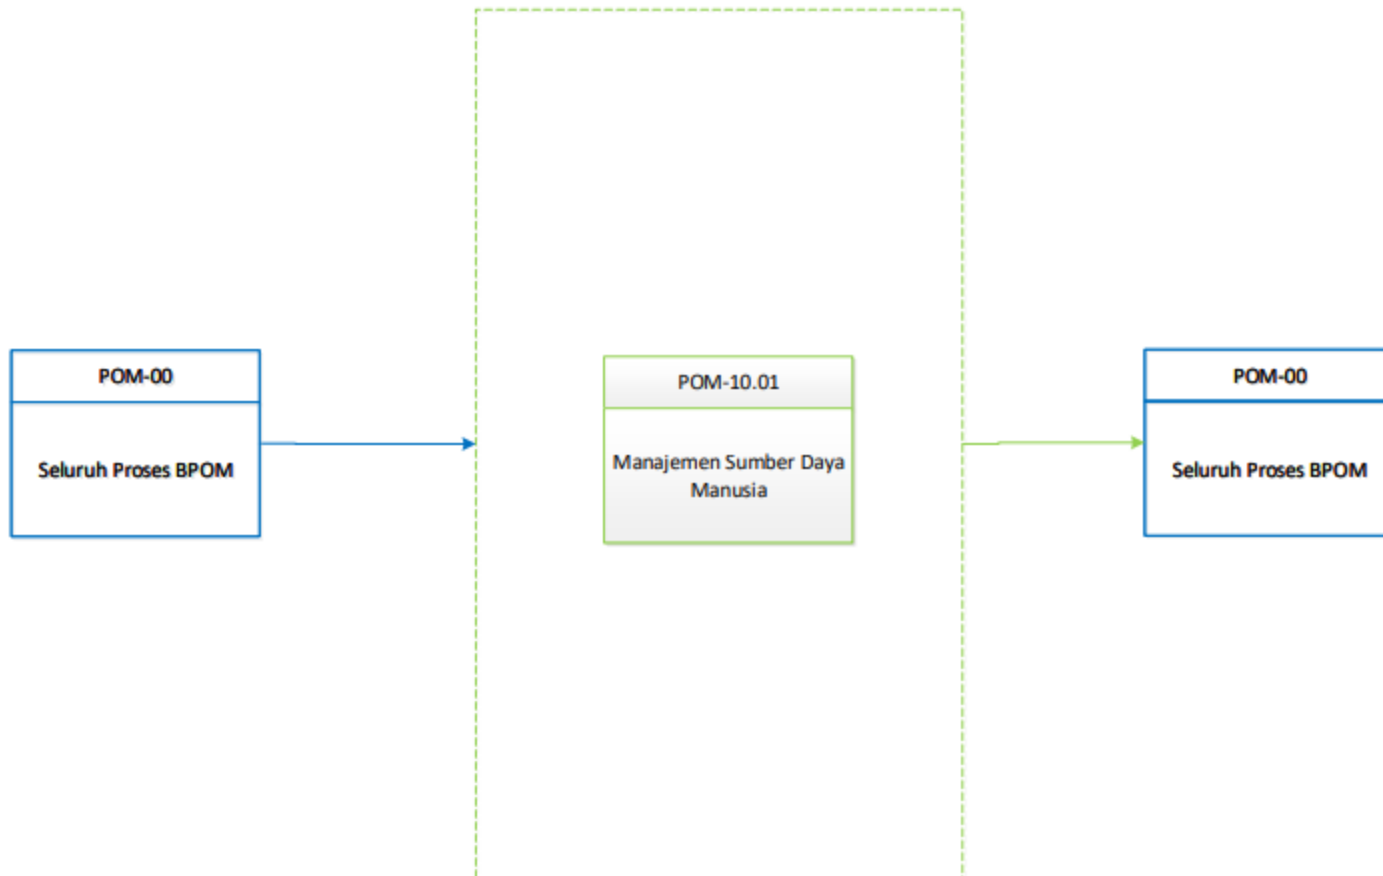 POM-00
Seluruh Proses BPOM
POM-10.01
Manajemen Sumber Daya
Manusia
POM-00
Seluruh Proses BPOM